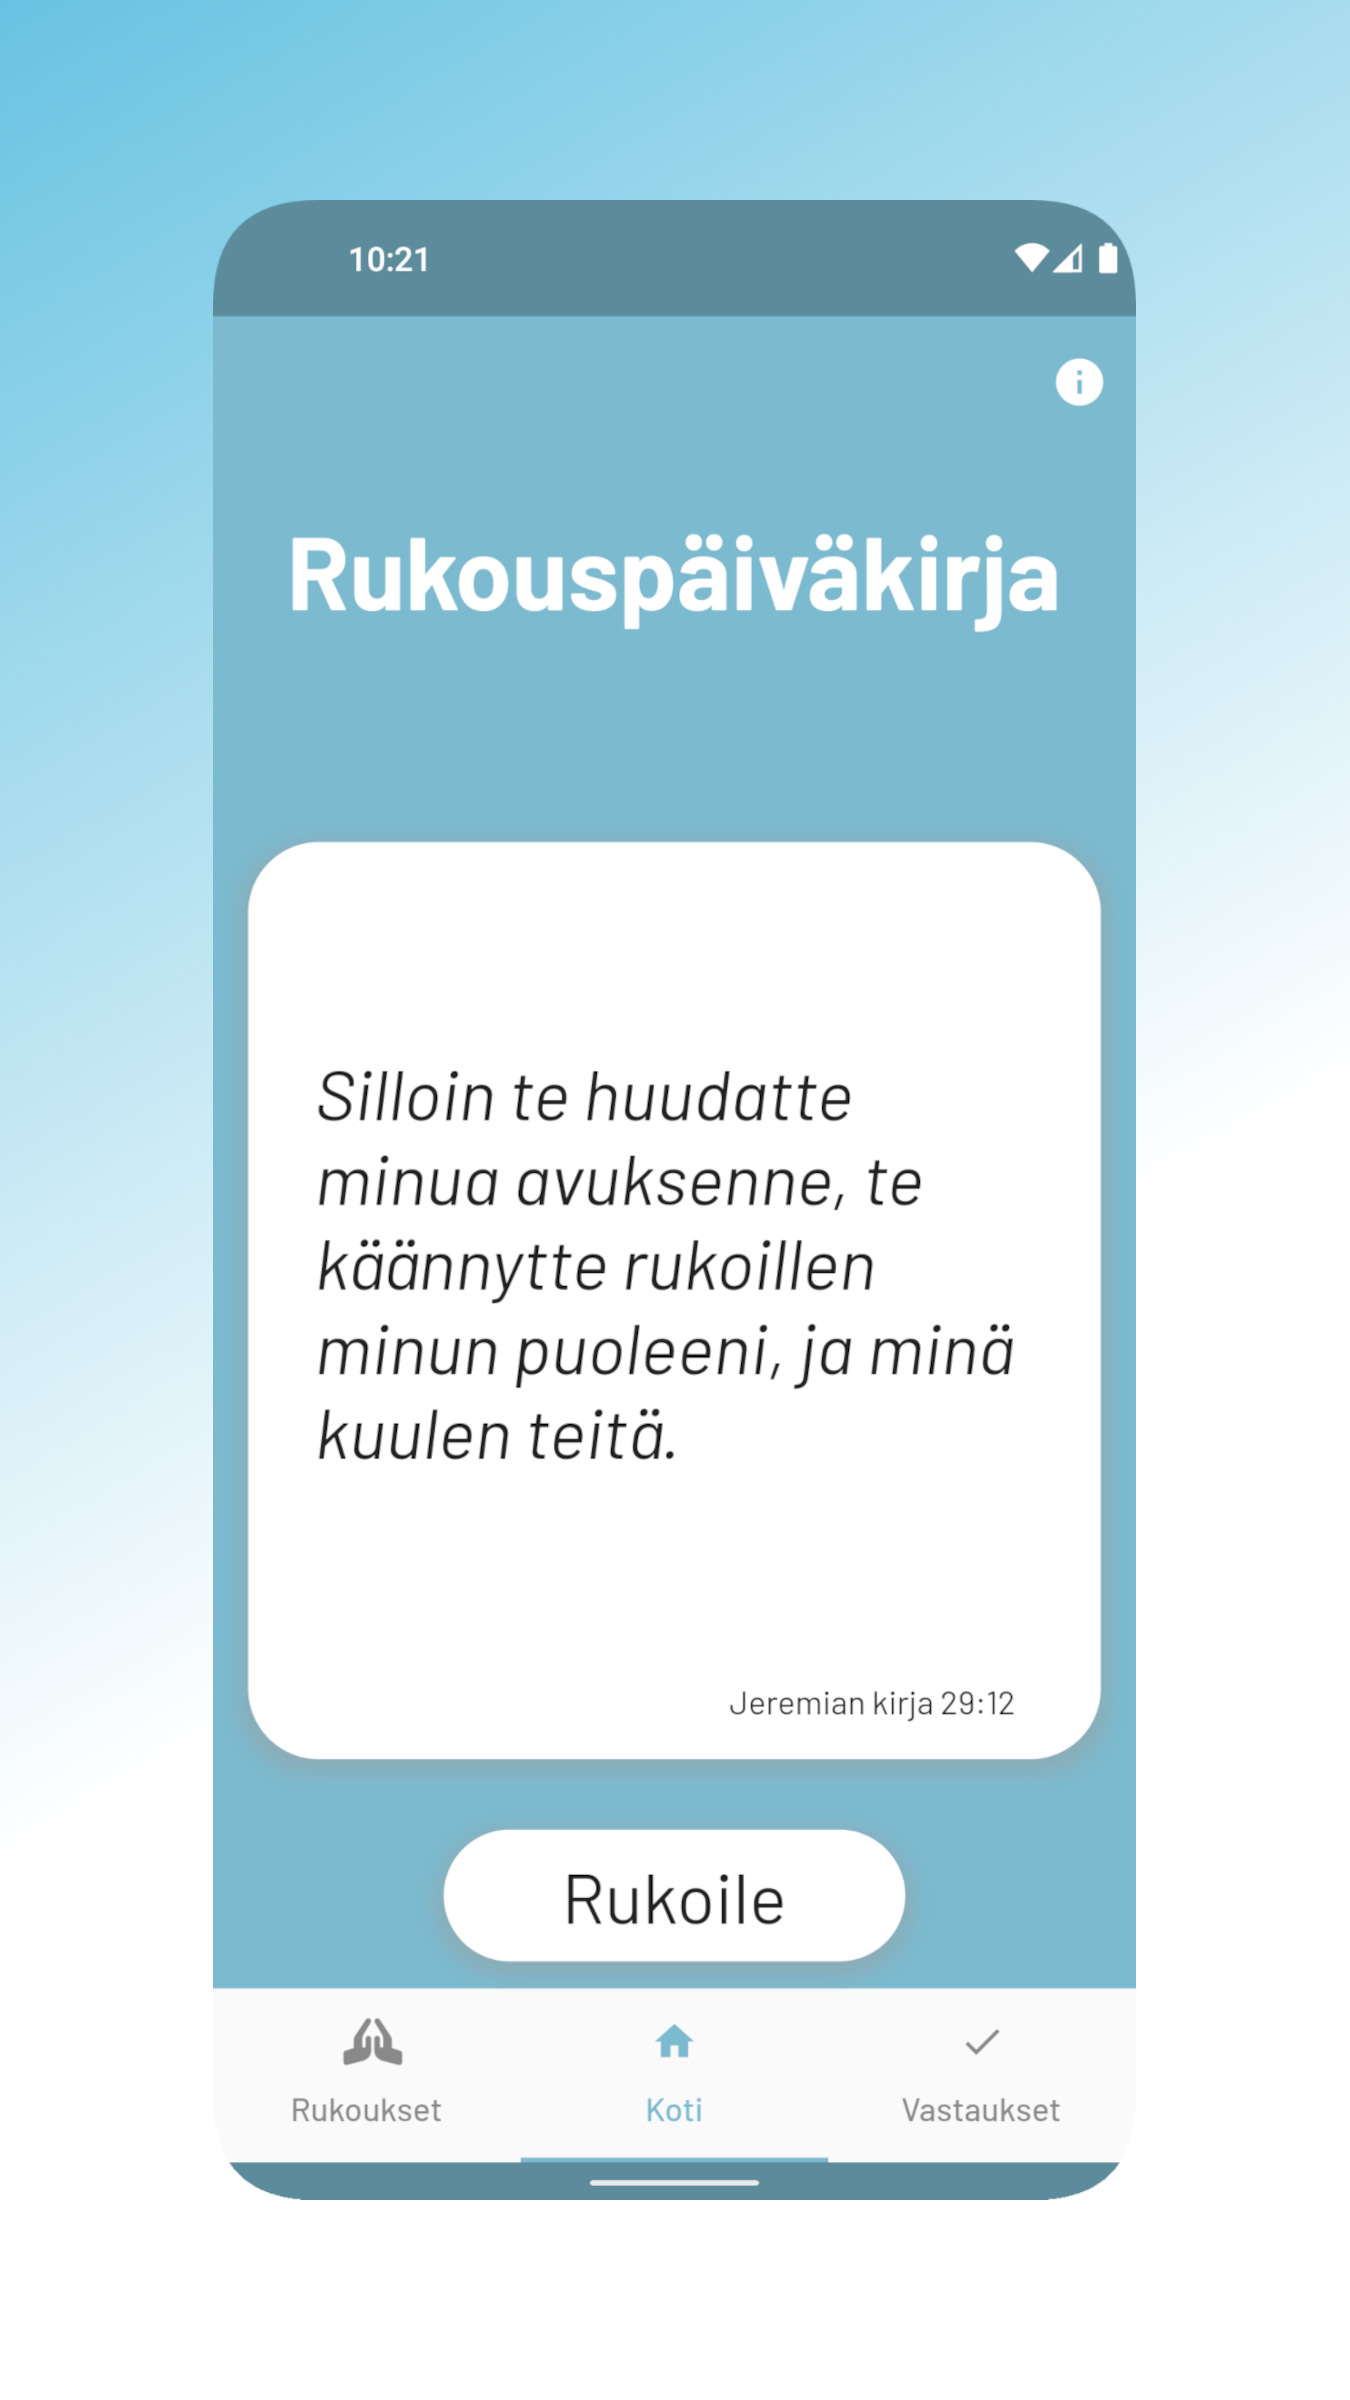 10:21
Rukouspäiväkirja
Silloin te huudatte
minua avuksenne, te
käännytte rukoillen
minun puoleeni, ja minä
kuulen teitä.
Jeremian kirja 29:12
Rukoile
Rukoukset
Koti
Vastaukset